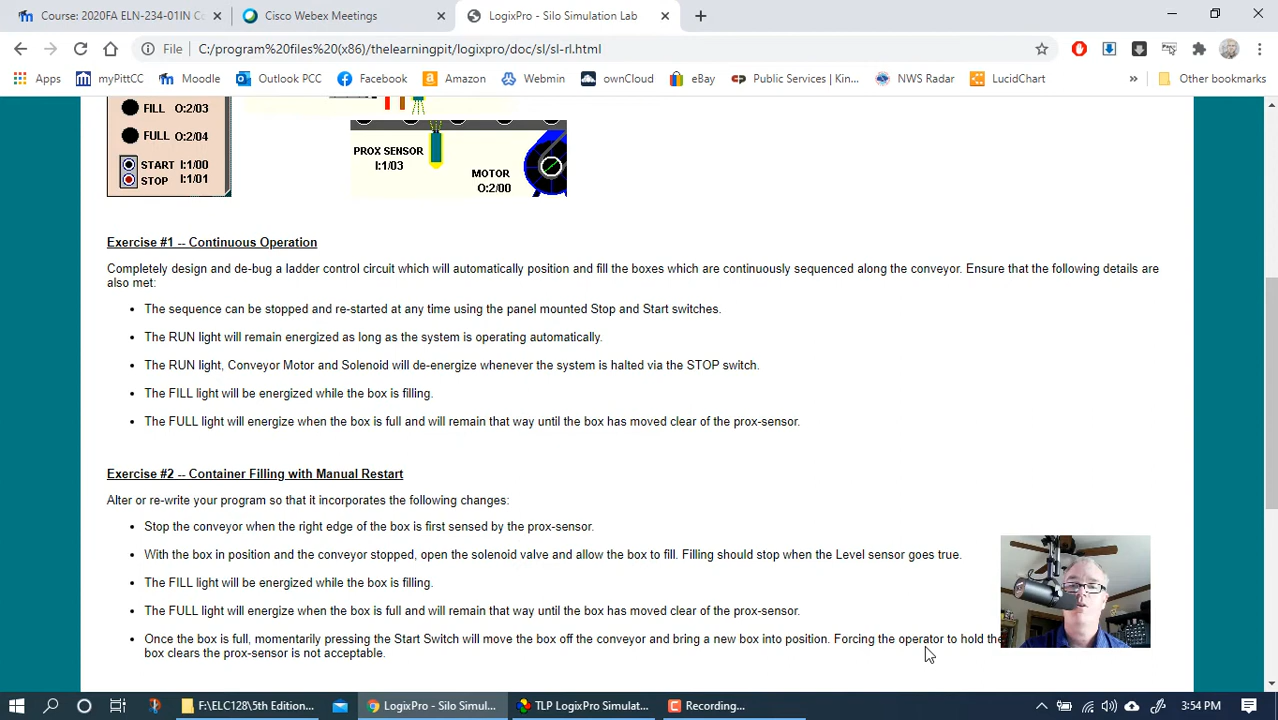 Course: 2020FA ELN-234-01IN C
Cisco Webex Meetings
LogixPro - Silo Simulation Lab
File
C:/program%20files%20(x86)/thelearningpit/logixpro/doc/sl/sl-rl.html
Apps
myPittCC
Moodle
Outlook PCC
Facebook
Amazon
Webmin
ownCloud
eBay
Public Services | Kin...
NWS Radar
LucidChart
Other bookmarks
FILL O:2/03
FULL O:2/04
START I:1/00
STOP I:1/01
PROX SENSOR
I:1/03
MOTOR
O:2/00
Exercise #1 -- Continuous Operation
Completely design and de-bug a ladder control circuit which will automatically position and fill the boxes which are continuously sequenced along the conveyor. Ensure that the following details are
also met:
• The sequence can be stopped and re-started at any time using the panel mounted Stop and Start switches.
• The RUN light will remain energized as long as the system is operating automatically.
• The RUN light, Conveyor Motor and Solenoid will de-energize whenever the system is halted via the STOP switch.
• The FILL light will be energized while the box is filling.
• The FULL light will energize when the box is full and will remain that way until the box has moved clear of the prox-sensor.
Exercise #2 -- Container Filling with Manual Restart
Alter or re-write your program so that it incorporates the following changes:
• Stop the conveyor when the right edge of the box is first sensed by the prox-sensor.
• With the box in position and the conveyor stopped, open the solenoid valve and allow the box to fill. Filling should stop when the Level sensor goes true.
• The FILL light will be energized while the box is filling.
• The FULL light will energize when the box is full and will remain that way until the box has moved clear of the prox-sensor.
• Once the box is full, momentarily pressing the Start Switch will move the box off the conveyor and bring a new box into position. Forcing the operator to hold the
box clears the prox-sensor is not acceptable.
F:\ELC128\5th Edition...
LogixPro - Silo Simul...
TLP LogixPro Simulat...
Recording...
3:54 PM